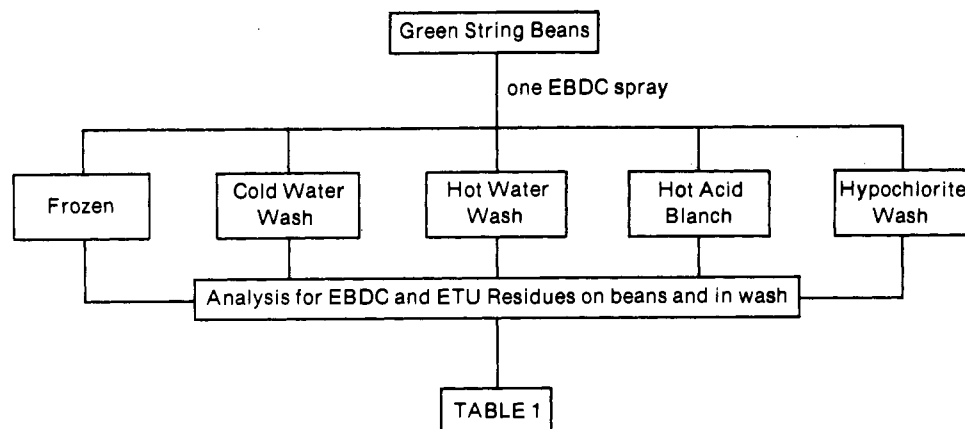 Green String Beans
one EBDC spray
Frozen
Cold Water
Wash
Hot Water
Wash
Hot Acid
Blanch
Hypochlorite
Wash
Analysis for EBDC and ETU Residues on beans and in wash
TABLE 1